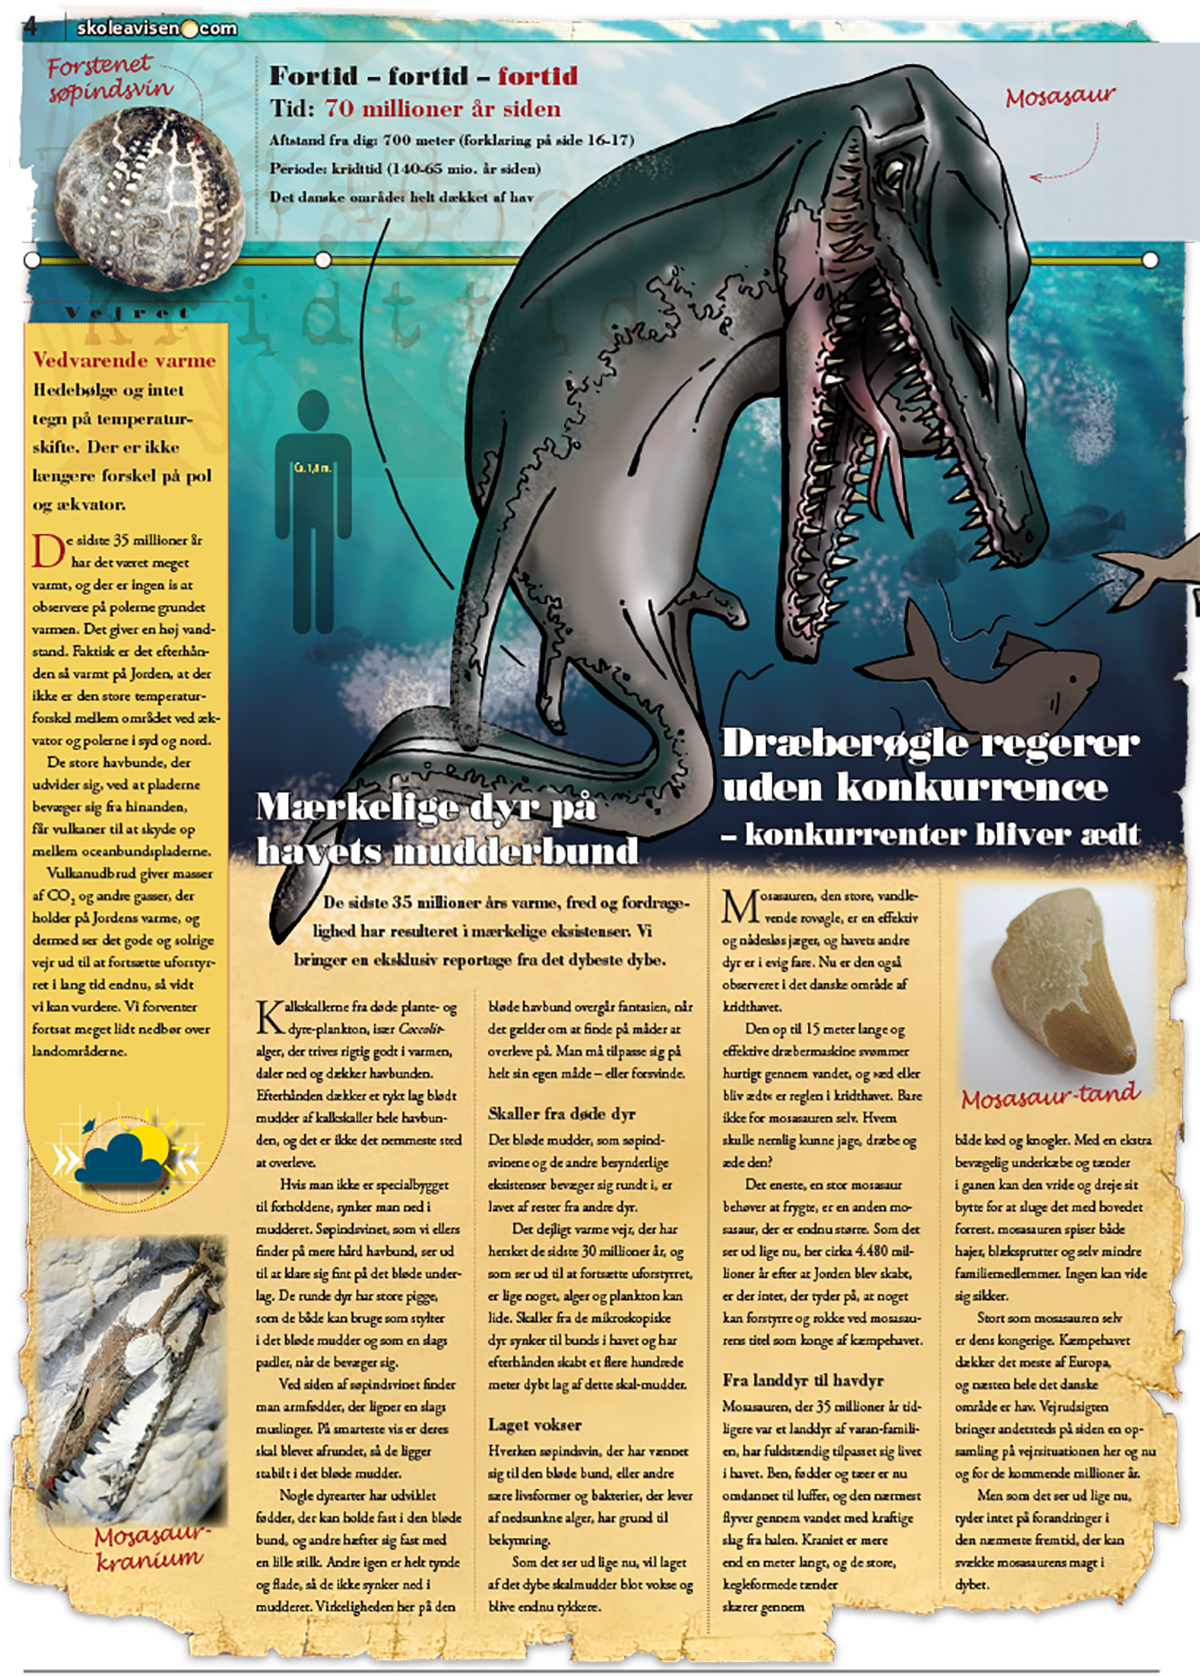 4
skoleavisen.com
Forstenet
søpindsvin
Fortid – fortid – fortid
Tid: 70 millioner år siden
Aftstand fra dig: 700 meter (forklaring på side 16-17)
Periode: kridttid (140-65 mio. år siden)
Det danske område: helt dækket af hav
Mosasaur
kridttid
Vejret
Vedvarende varme
Hedebølge og intet
tegn på temperatur-
skifte. Der er ikke
længere forskel på pol
og ækvator.
De sidste 35 millioner år
har det været meget
varmt, og der er ingen is at
observere på polerne grundet
varmen. Det giver en høj vand-
stand. Faktisk er det efterhån-
den så varmt på Jorden, at der
ikke er den store temperatur-
forskel mellem området ved æk-
vator og polerne i syd og nord.
De store havbunde, der
udvider sig, ved at pladerne
bevæger sig fra hinanden,
får vulkaner til at skyde op
mellem oceanbundspladerne.
Vulkanudbrud giver masser
af CO₂ og andre gasser, der
holder på Jordens varme, og
dermed ser det gode og solrige
vejr ud til at fortsætte uforstyr-
ret i lang tid endnu, så vidt
vi kan vurdere. Vi forventer
fortsat meget lidt nedbør over
landområderne.
Mosasaur-
kranium
Ca. 1,8 m.
Mærkelige dyr på
havets mudderbund
De sidste 35 millioner års varme, fred og fordrage-
lighed har resulteret i mærkelige eksistenser. Vi
bringer en eksklusiv reportage fra det dybeste dybe.
Kalkskallerne fra døde plante- og
dyre-plankton, især Coccolit-
alger, der trives rigtig godt i varmen,
daler ned og dækker havbunden.
Efterhånden dækker et tykt lag blødt
mudder af kalkskaller hele havbun-
den, og det er ikke det nemmeste sted
at overleve.
Hvis man ikke er specialbygget
til forholdene, synker man ned i
mudderet. Søpindsvinet, som vi ellers
finder på mere hård havbund, ser ud
til at klare sig fint på det bløde under-
lag. De runde dyr har store pigge,
som de både kan bruge som stylter
i det bløde mudder og som en slags
padler, når de bevæger sig.
Ved siden af søpindsvinet finder
man armfødder, der ligner en slags
muslinger. På smarteste vis er deres
skal blevet afrundet, så de ligger
stabilt i det bløde mudder.
Nogle dyrearter har udviklet
fødder, der kan holde fast i den bløde
bund, og andre hæfter sig fast med
en lille stilk. Andre igen er helt tynde
og flade, så de ikke synker ned i
mudderet. Virkeligheden her på den
bløde havbund overgår fantasien, når
det gælder om at finde på måder at
overleve på. Man må tilpasse sig på
helt sin egen måde – eller forsvinde.
Skaller fra døde dyr
Det bløde mudder, som søpind-
svinene og de andre besynderlige
eksistenser bevæger sig rundt i, er
lavet af rester fra andre dyr.
Det dejligt varme vejr, der har
hersket de sidste 30 millioner år, og
som ser ud til at fortsætte uforstyrret,
er lige noget, alger og plankton kan
lide. Skaller fra de mikroskopiske
dyr synker til bunds i havet og har
efterhånden skabt et flere hundrede
meter dybt lag af dette skal-mudder.
Laget vokser
Hverken søpindsvin, der har vænnet
sig til den bløde bund, eller andre
sære livsformer og bakterier, der lever
af nedsunkne alger, har grund til
bekymring.
Som det ser ud lige nu, vil laget
af det dybe skalmudder blot vokse og
blive endnu tykkere.
Dræberøgle regerer
uden konkurrence
– konkurrenter bliver ædt
Mosasauren, den store, vandle-
vende rovøgle, er en effektiv
og nådesløs jæger, og havets andre
dyr er i evig fare. Nu er den også
observeret i det danske område af
kridthavet.
Den op til 15 meter lange og
effektive dræbermaskine svømmer
hurtigt gennem vandet, og »æd eller
bliv ædt« er reglen i kridthavet. Bare
ikke for mosasauren selv. Hvem
skulle nemlig kunne jage, dræbe og
æde den?
Det eneste, en stor mosasaur
behøver at frygte, er en anden mo-
sasaur, der er endnu større. Som det
ser ud lige nu, her cirka 4.480 mil-
lioner år efter at Jorden blev skabt,
er der intet, der tyder på, at noget
kan forstyrre og rokke ved mosasau-
rens titel som konge af kæmpehavet.
Fra landdyr til havdyr
Mosasauren, der 35 millioner år tid-
ligere var et landdyr af varan-famili-
en, har fuldstændig tilpasset sig livet
i havet. Ben, fødder og tæer er nu
omdannet til luffer, og den nærmest
flyver gennem vandet med kraftige
slag fra halen. Kraniet er mere
end en meter langt, og de store,
kegleformede tænder
skærer gennem
Mosasaur-tand
både kød og knogler. Med en ekstra
bevægelig underkæbe og tænder
i ganen kan den vride og dreje sit
bytte for at sluge det med hovedet
forrest. mosasauren spiser både
hajer, blæksprutter og selv mindre
familiemedlemmer. Ingen kan vide
sig sikker.
Stort som mosasauren selv
er dens kongerige. Kæmpehavet
dækker det meste af Europa,
og næsten hele det danske
område er hav. Vejrudsigten
bringer andetsteds på siden en op-
samling på vejrsituationen her og nu
og for de kommende millioner år.
Men som det ser ud lige nu,
tyder intet på forandringer i
den nærmeste fremtid, der kan
svække mosasaurens magt i
dybet.